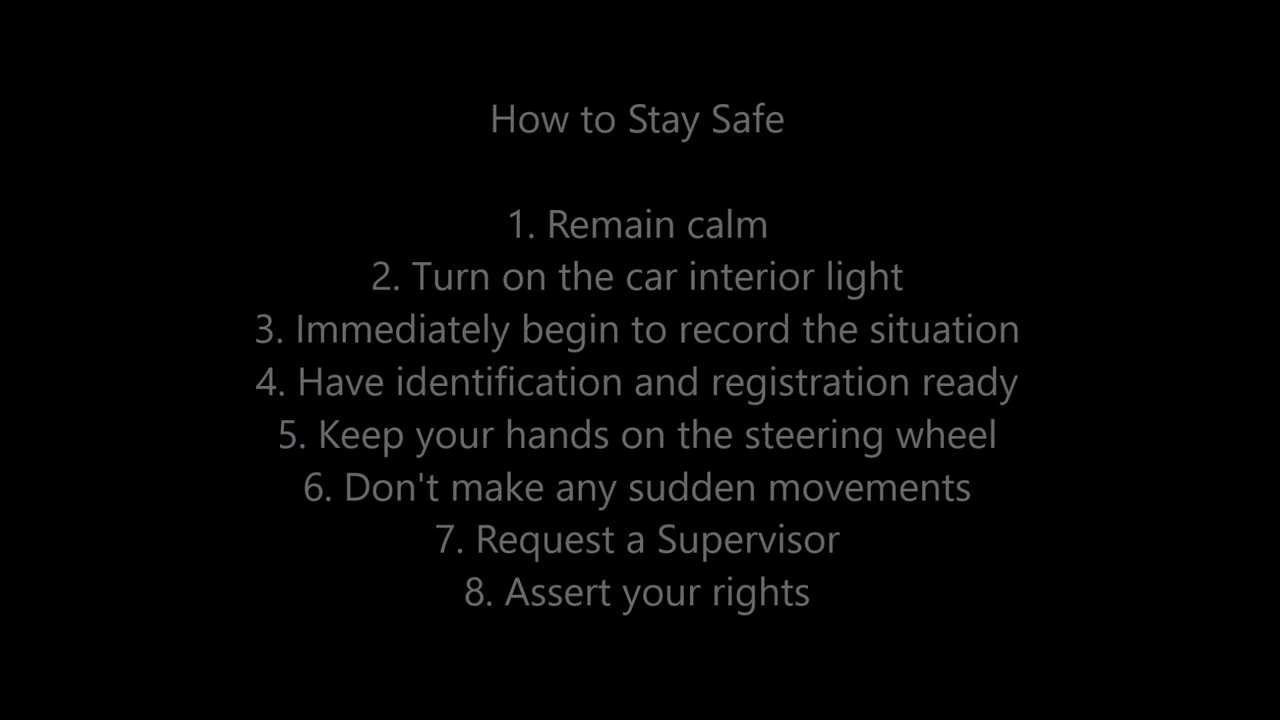 How to Stay Safe
1. Remain calm
2. Turn on the car interior light
3. Immediately begin to record the situation
4. Have identification and registration ready
5. Keep your hands on the steering wheel
6. Don't make any sudden movements
7. Request a Supervisor
8. Assert your rights